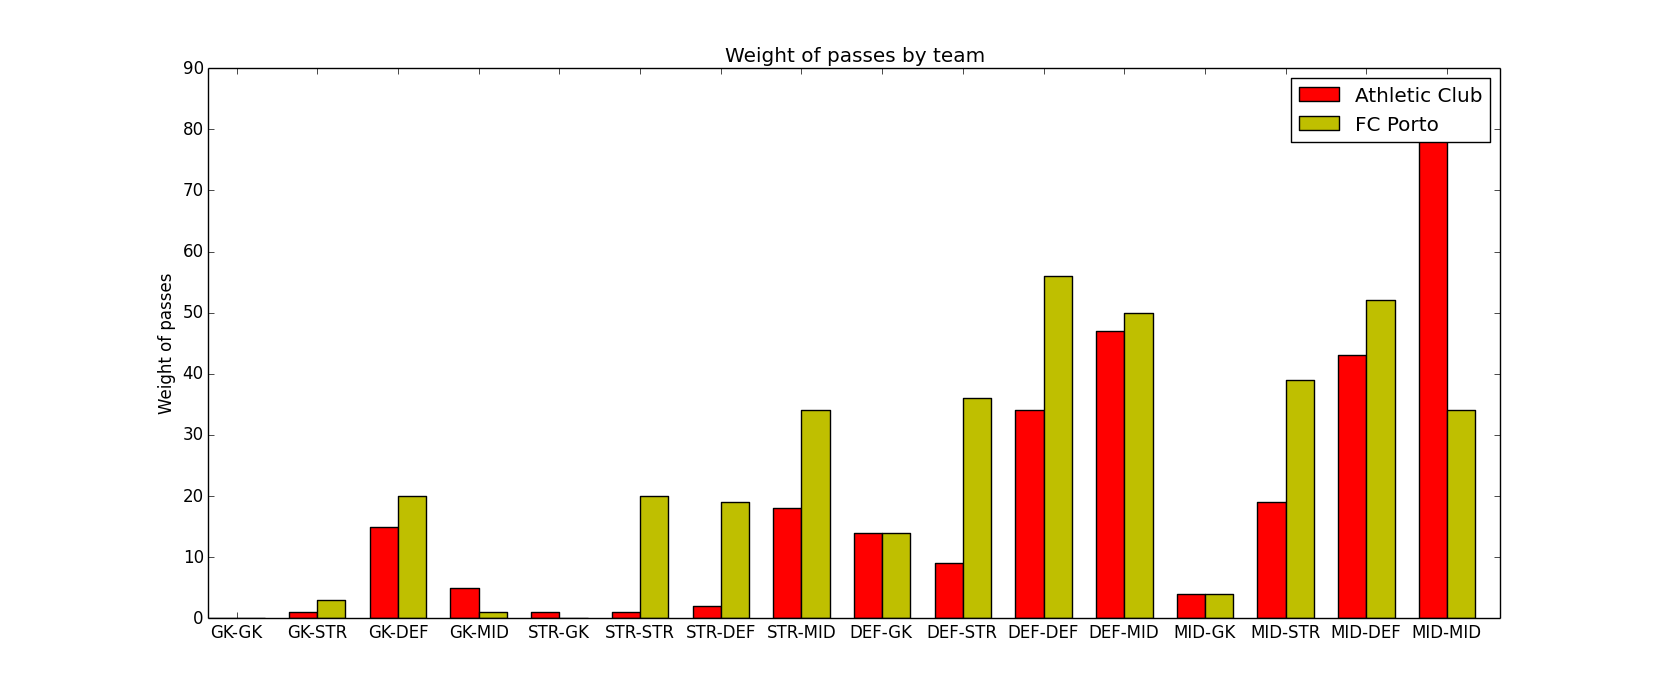 Weight of passes by team
90
80
70
60
50
40
30
20
10
0
Weight of passes
Athletic Club
FC Porto
GK-GK GK-STR GK-DEF GK-MID STR-GK STR-STR STR-DEF STR-MID DEF-GK DEF-STR DEF-DEF DEF-MID MID-GK MID-STR MID-DEF MID-MID